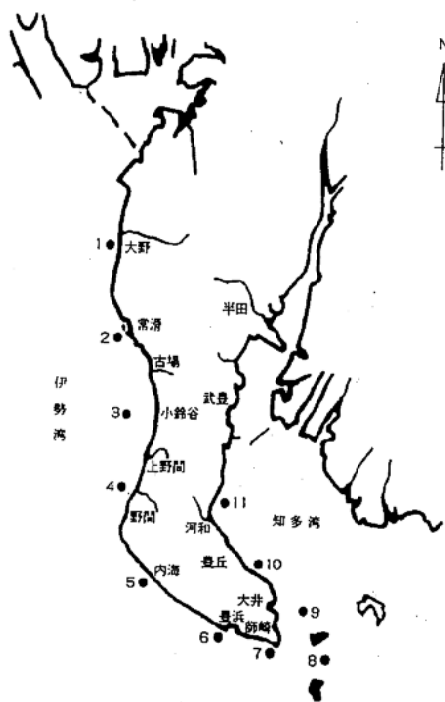 N
1
大野
半田
常滑
2
古場
伊勢湾
武豊
3
小鈴谷
上野間
4
野間
11
河和
知多湾
豊丘
10
内海
5
大井
9
豊浜
師崎
6
7
8